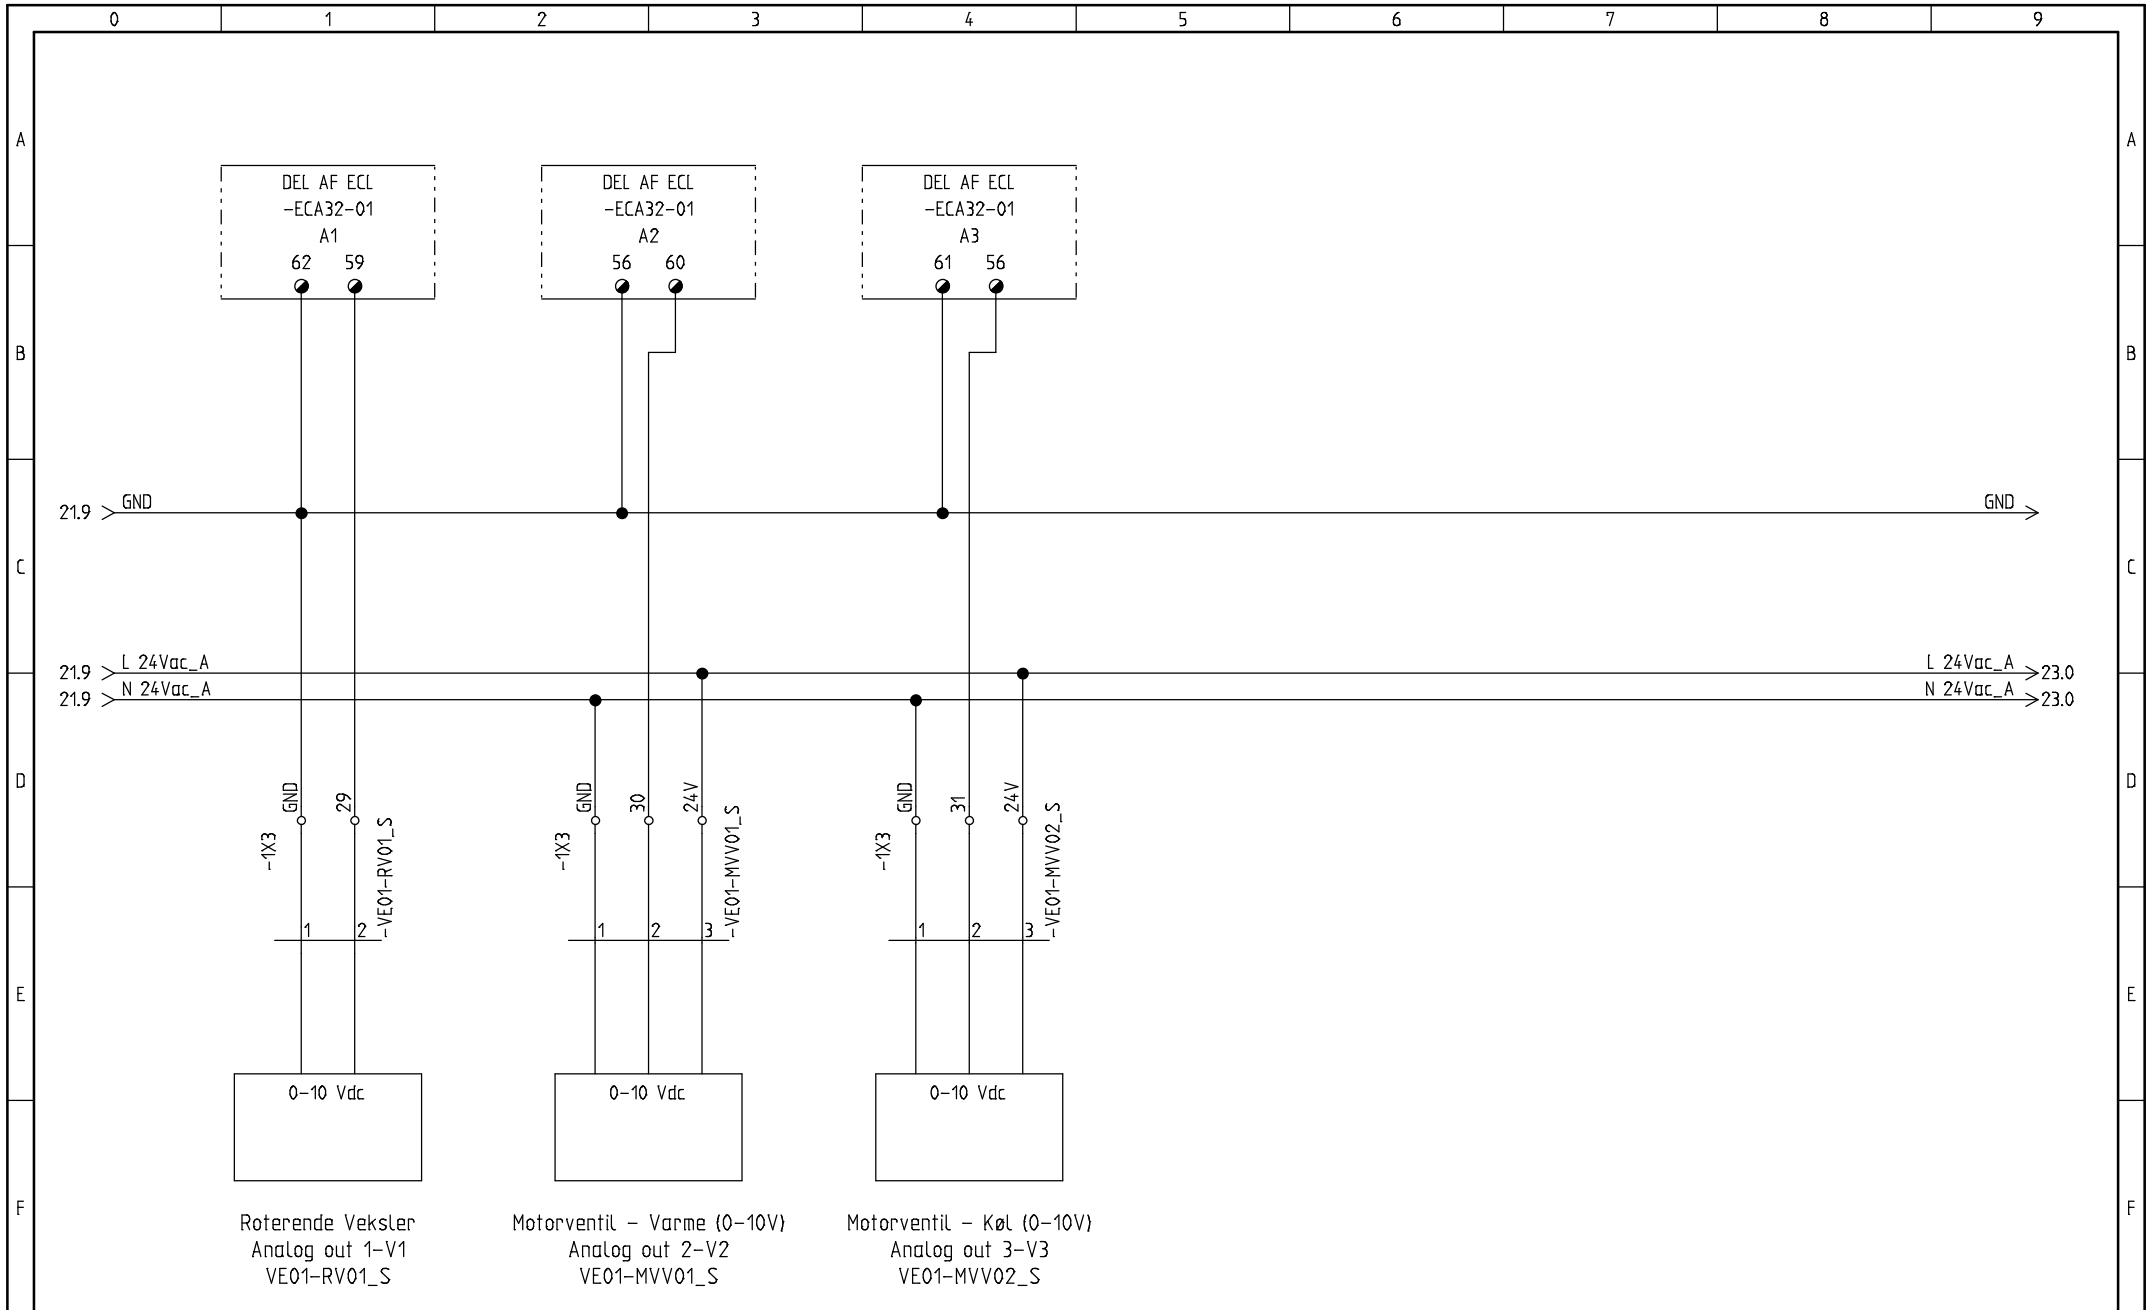 0 1 2 3 4 5 6 7 8 9
A A
DEL AF ECL DEL AF ECL DEL AF ECL
-ECA32-01 -ECA32-01 -ECA32-01
A1 A2 A3
62 59 56 60 61 56
B B
GND GND
21.9
C C
L 24Vac_A L 24Vac_A
21.9 23.0
N 24Vac_A N 24Vac_A
21.9 23.0
D D
GND 29 GND 30 24V GND 31 24V
-1X3 -VE01-RV01_S -1X3 -VE01-MVV01_S -1X3 -VE01-MVV02_S
1 2 1 2 3 1 2 3
E E
0-10 Vdc 0-10 Vdc 0-10 Vdc
F F
Roterende Veksler Motorventil - Varme (0-10V) Motorventil - Køl (0-10V)
Analog out 1-V1 Analog out 2-V2 Analog out 3-V3
VE01-RV01_S VE01-MVV01_S VE01-MVV02_S